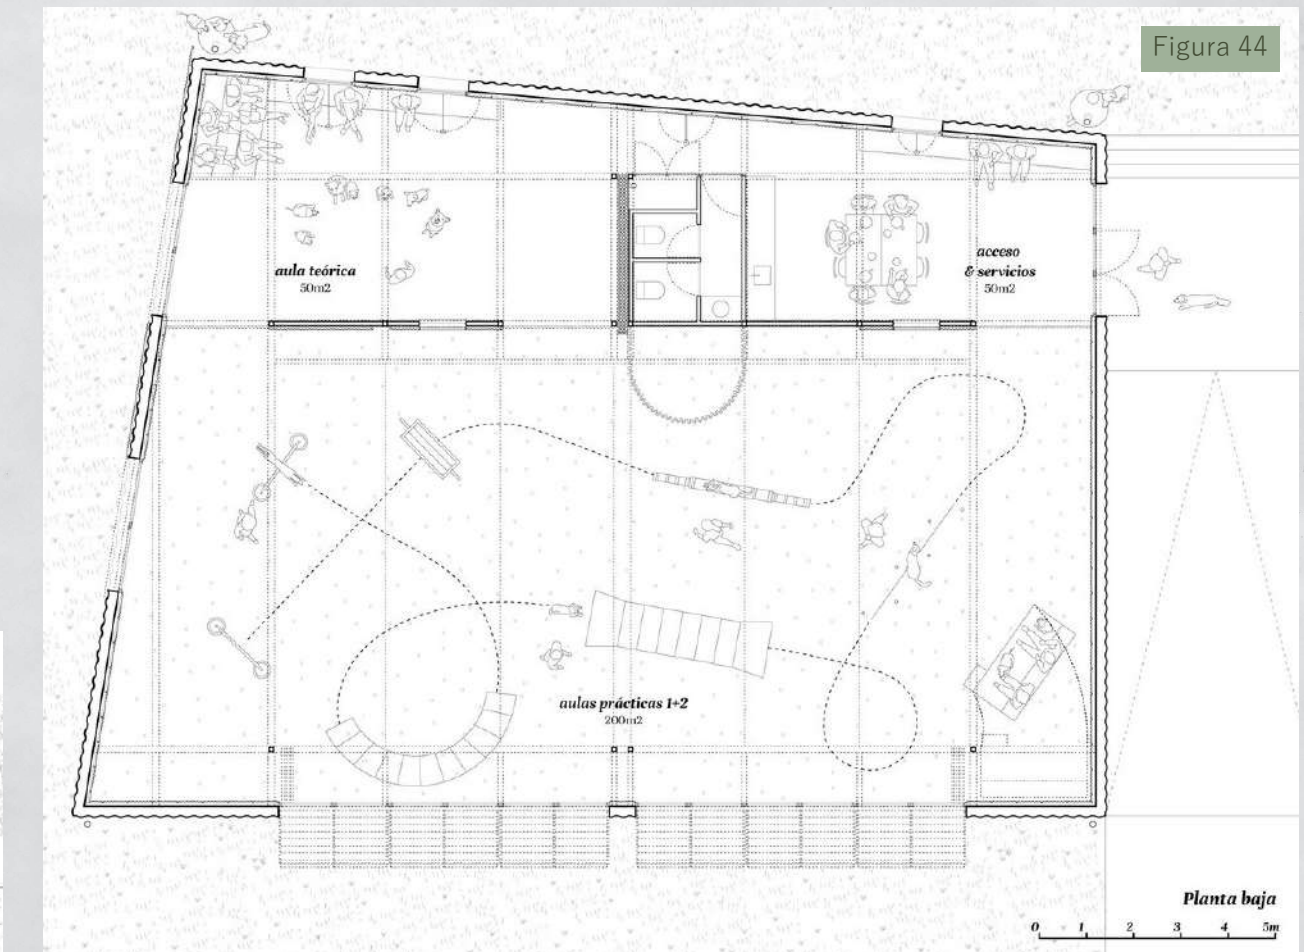 Figura 44
aula teórica
50m2
acceso
& servicios
50m2
aulas prácticas 1+2
200m2
Planta baja
0 1 2 3 4 5m